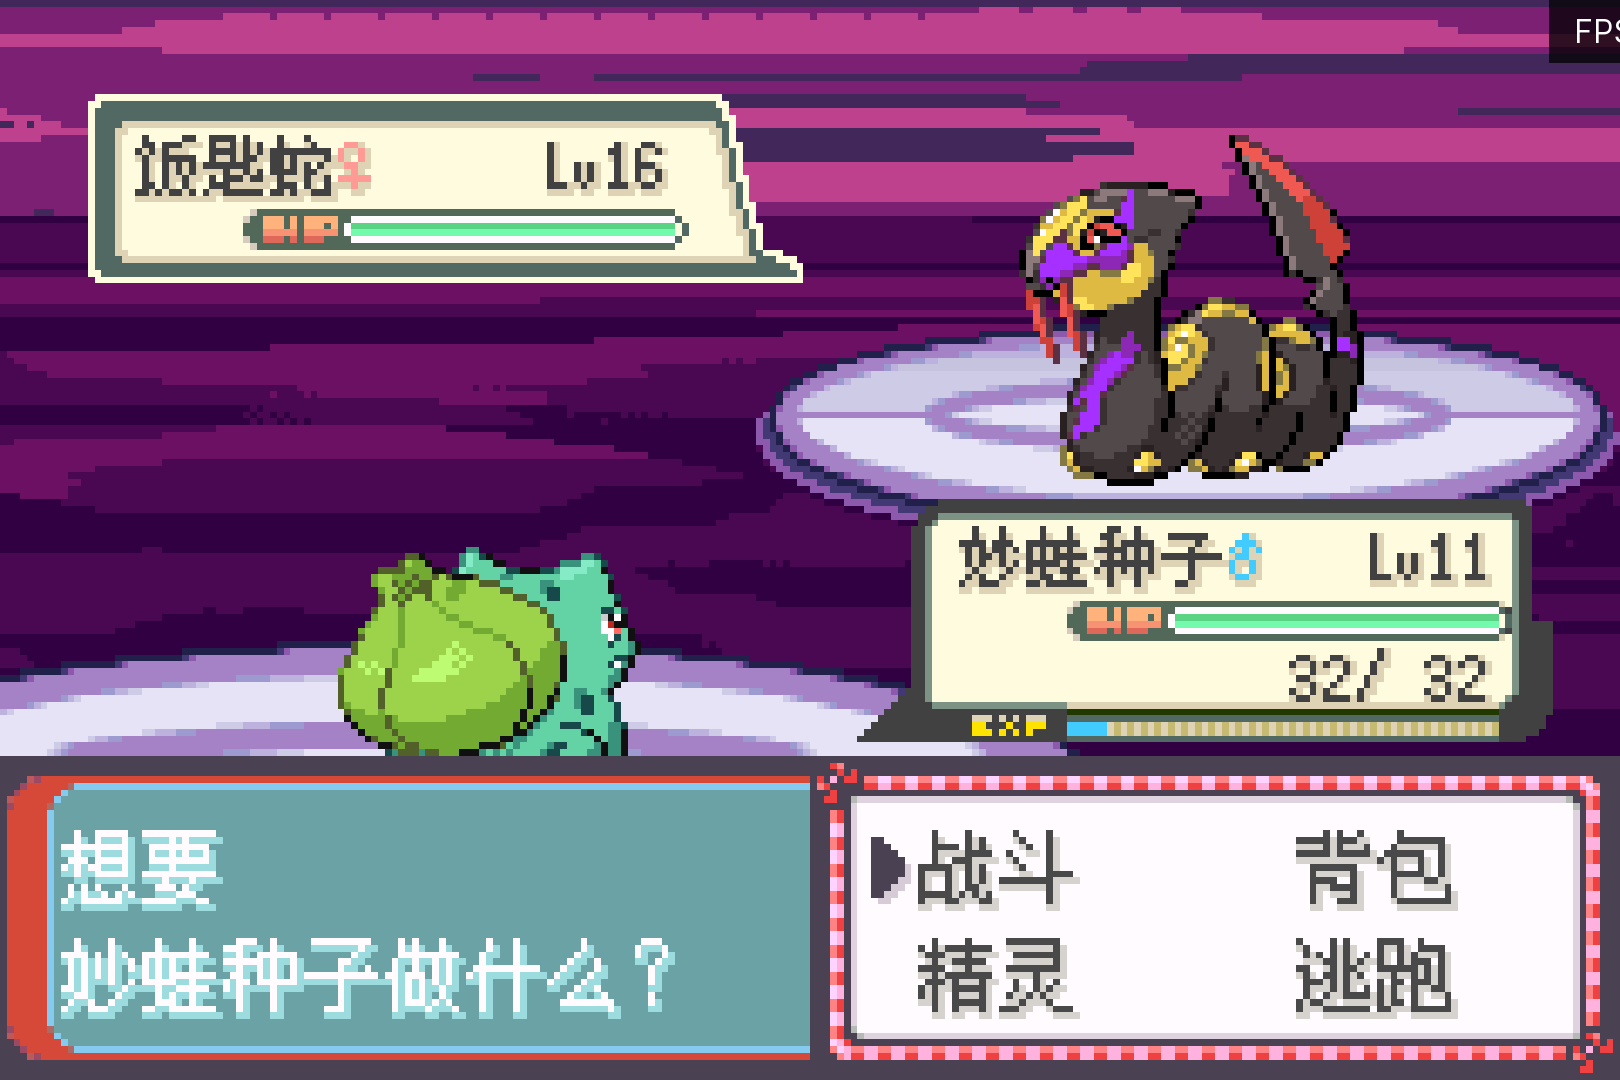 FPS
饭匙蛇♀ Lv16
HP
妙蛙种子♂ Lv11
HP
32/ 32
EXP
想要
妙蛙种子做什么？
战斗 背包
精灵 逃跑